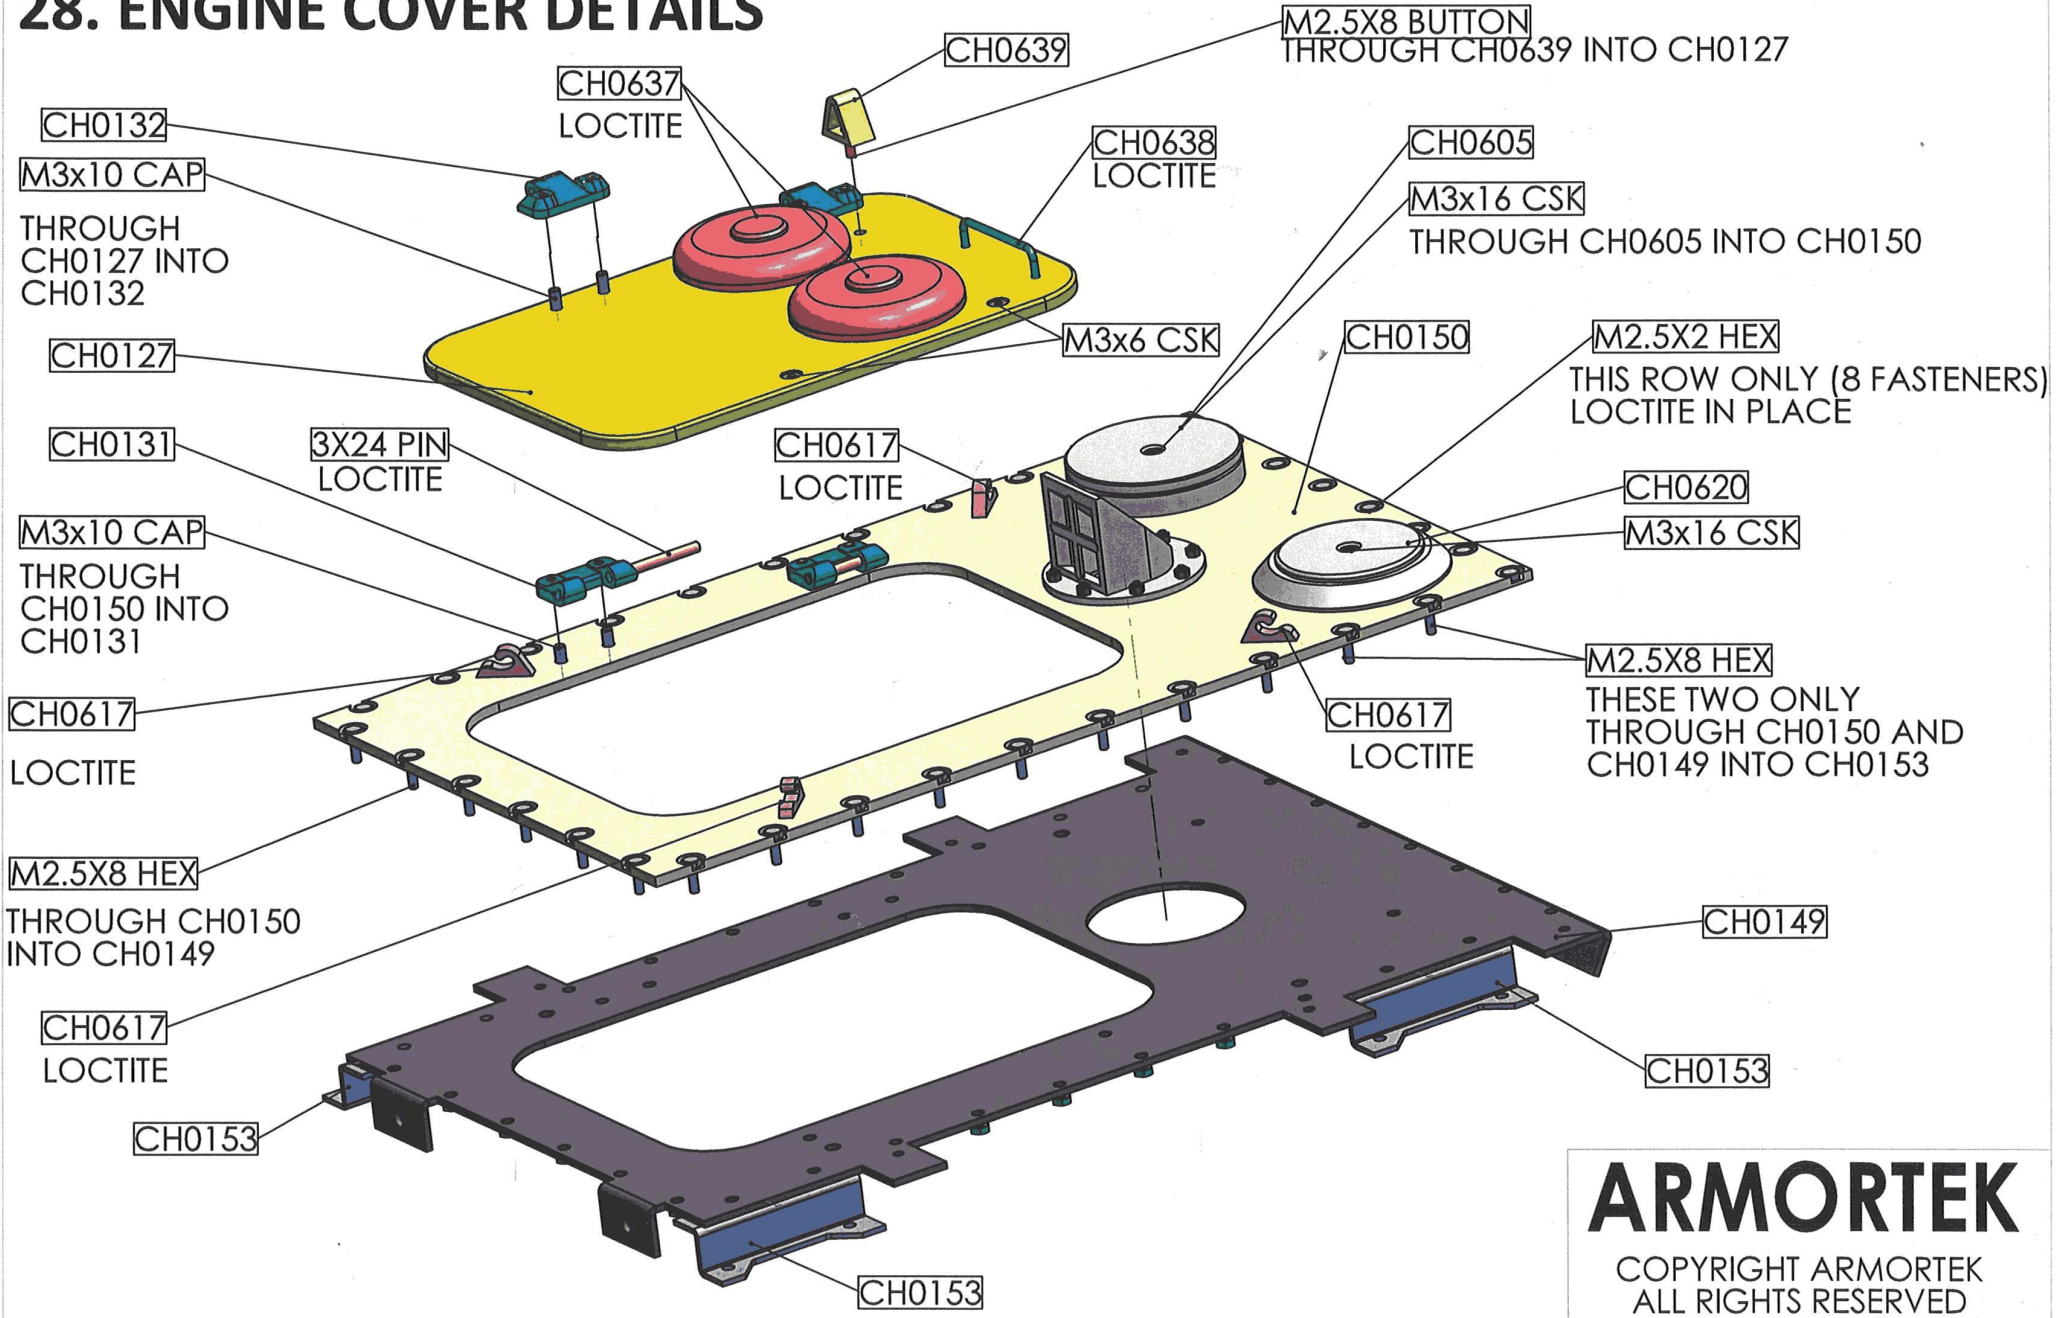 28. ENGINE COVER DETAILS
M2.5X8 BUTTON
THROUGH CH0639 INTO CH0127
CH0639
CH0637
LOCTITE
CH0132
M3x10 CAP
THROUGH
CH0127 INTO
CH0132
CH0638
LOCTITE
CH0605
M3x16 CSK
THROUGH CH0605 INTO CH0150
CH0127
M3x6 CSK
CH0150
M2.5X2 HEX
THIS ROW ONLY (8 FASTENERS)
LOCTITE IN PLACE
CH0131
3X24 PIN
LOCTITE
CH0617
LOCTITE
CH0620
M3x16 CSK
M3x10 CAP
THROUGH
CH0150 INTO
CH0131
CH0617
LOCTITE
CH0617
LOCTITE
M2.5X8 HEX
THESE TWO ONLY
THROUGH CH0150 AND
CH0149 INTO CH0153
M2.5X8 HEX
THROUGH CH0150
INTO CH0149
CH0149
CH0617
LOCTITE
CH0153
CH0153
CH0153
ARMORTEK
COPYRIGHT ARMORTEK
ALL RIGHTS RESERVED